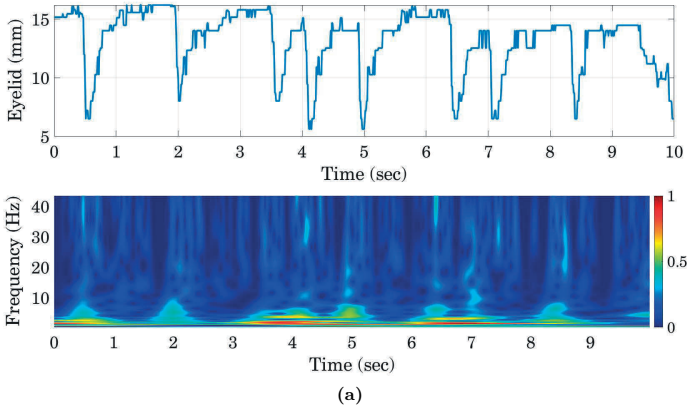 Eyelid (mm)
15
10
5
0 1 2 3 4 5 6 7 8 9 10
Time (sec)
Frequency (Hz)
40
30
20
10
1
0.5
0
0 1 2 3 4 5 6 7 8 9
Time (sec)
(a)